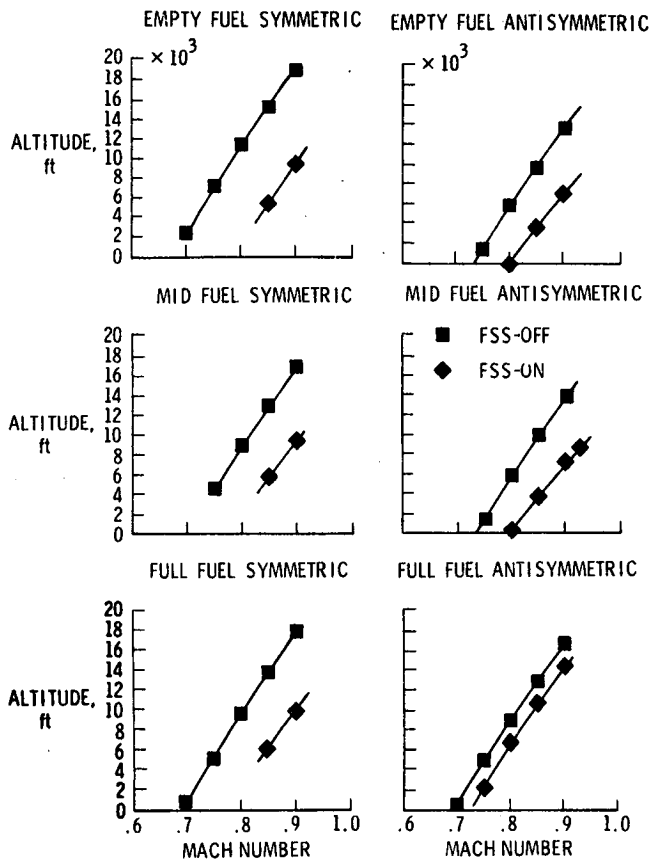 EMPTY FUEL SYMMETRIC
× 10³
20
18
16
14
12
10
8
6
4
2
0
ALTITUDE,
ft
EMPTY FUEL ANTISYMMETRIC
× 10³
MID FUEL SYMMETRIC
20
18
16
14
12
10
8
6
4
2
0
ALTITUDE,
ft
MID FUEL ANTISYMMETRIC
FSS-OFF
FSS-ON
FULL FUEL SYMMETRIC
20
18
16
14
12
10
8
6
4
2
0
ALTITUDE,
ft
.6 .7 .8 .9 1.0
MACH NUMBER
FULL FUEL ANTISYMMETRIC
.6 .7 .8 .9 1.0
MACH NUMBER